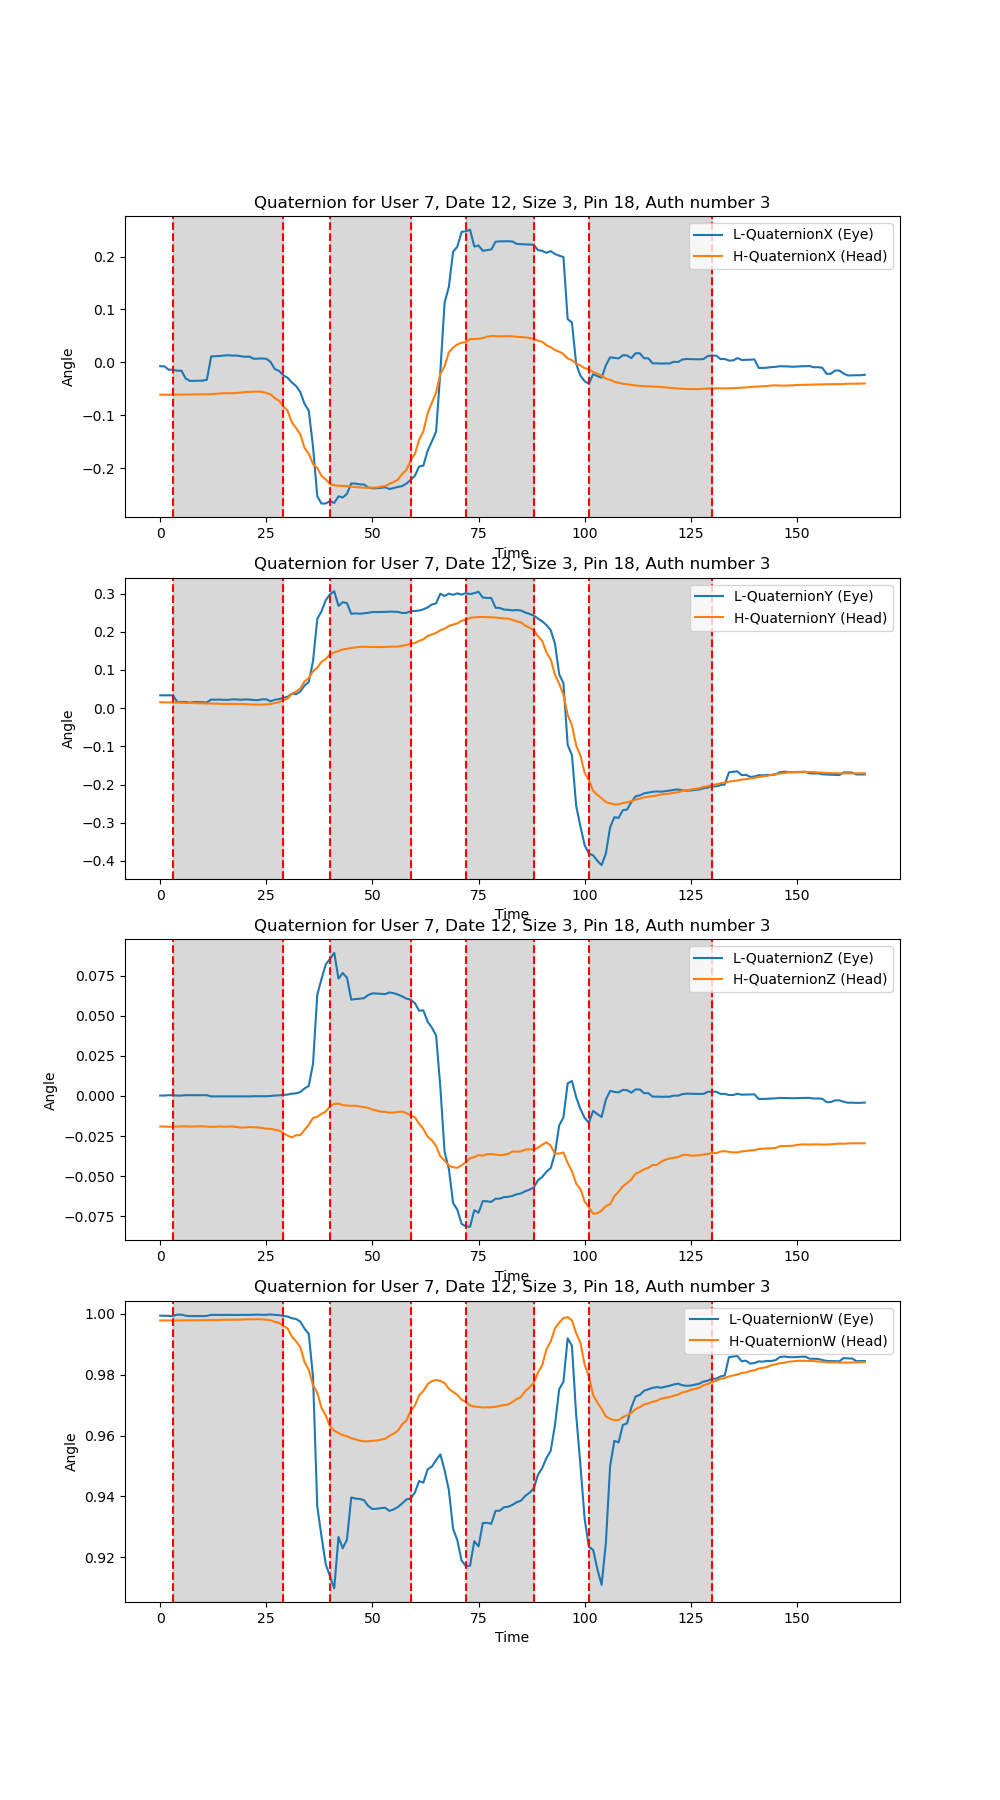 Quaternion for User 7, Date 12, Size 3, Pin 18, Auth number 3
L-QuaternionX (Eye)
H-QuaternionX (Head)
Angle
0.2
0.1
0.0
−0.1
−0.2
0 25 50 75 100 125 150
Time
Quaternion for User 7, Date 12, Size 3, Pin 18, Auth number 3
L-QuaternionY (Eye)
H-QuaternionY (Head)
Angle
0.3
0.2
0.1
0.0
−0.1
−0.2
−0.3
−0.4
0 25 50 75 100 125 150
Time
Quaternion for User 7, Date 12, Size 3, Pin 18, Auth number 3
L-QuaternionZ (Eye)
H-QuaternionZ (Head)
Angle
0.075
0.050
0.025
0.000
−0.025
−0.050
−0.075
0 25 50 75 100 125 150
Time
Quaternion for User 7, Date 12, Size 3, Pin 18, Auth number 3
L-QuaternionW (Eye)
H-QuaternionW (Head)
Angle
1.00
0.98
0.96
0.94
0.92
0 25 50 75 100 125 150
Time